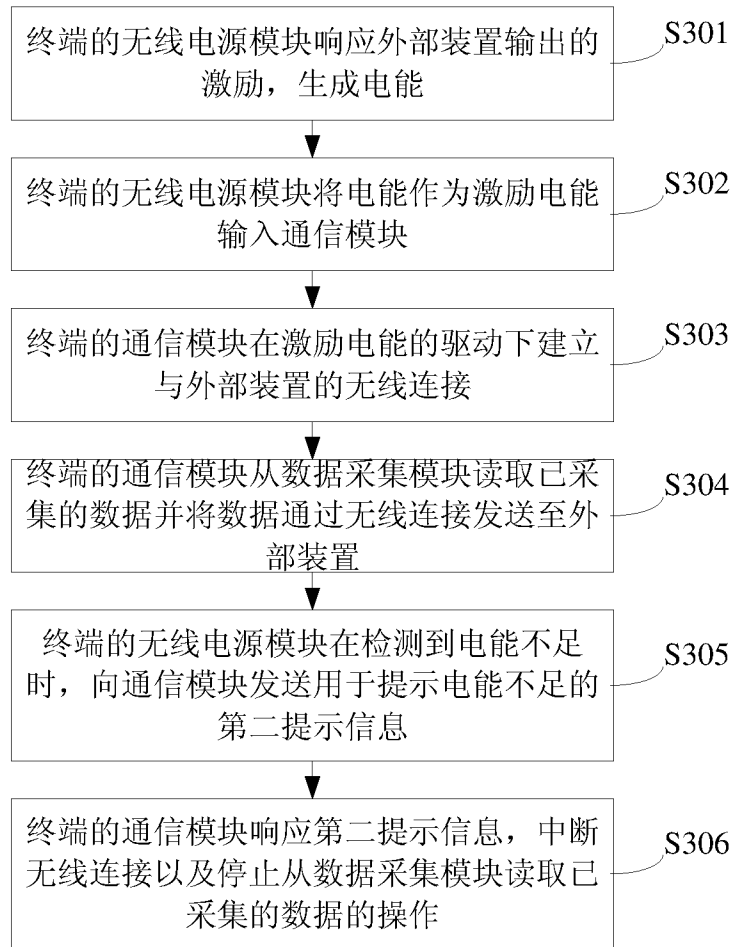 终端的无线电源模块响应外部装置输出的
激励，生成电能
S301
终端的无线电源模块将电能作为激励电能
输入通信模块
S302
终端的通信模块在激励电能的驱动下建立
与外部装置的无线连接
S303
终端的通信模块从数据采集模块读取已采
集的数据并将数据通过无线连接发送至外
部装置
S304
终端的无线电源模块在检测到电能不足
时，向通信模块发送用于提示电能不足的
第二提示信息
S305
终端的通信模块响应第二提示信息，中断
无线连接以及停止从数据采集模块读取已
采集的数据的操作
S306